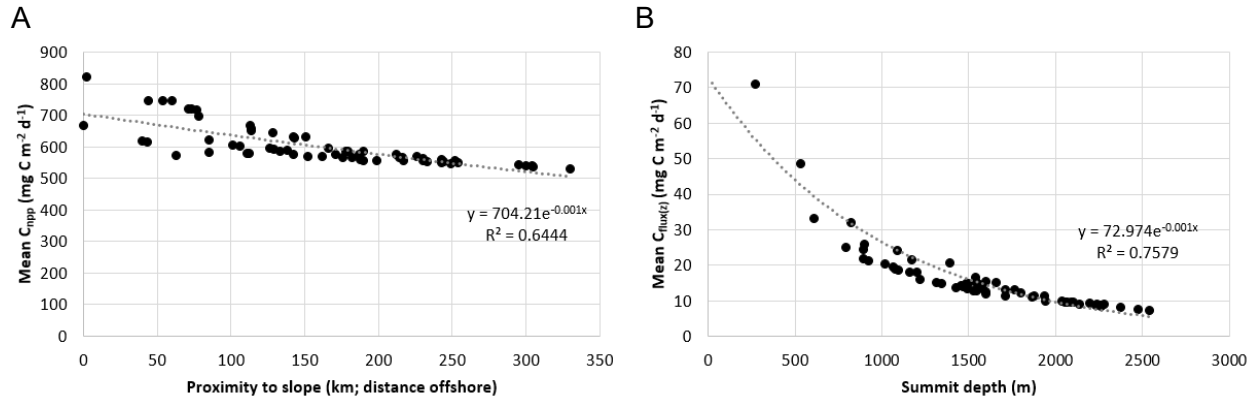 A
Mean C_npp (mg C m⁻² d⁻¹)
900
800
700
600
500
400
300
200
100
0
y = 704.21e^-0.001x
R² = 0.6444
0 50 100 150 200 250 300 350
Proximity to slope (km; distance offshore)
B
Mean C_flux(z) (mg C m⁻² d⁻¹)
80
70
60
50
40
30
20
10
0
y = 72.974e^-0.001x
R² = 0.7579
0 500 1000 1500 2000 2500 3000
Summit depth (m)